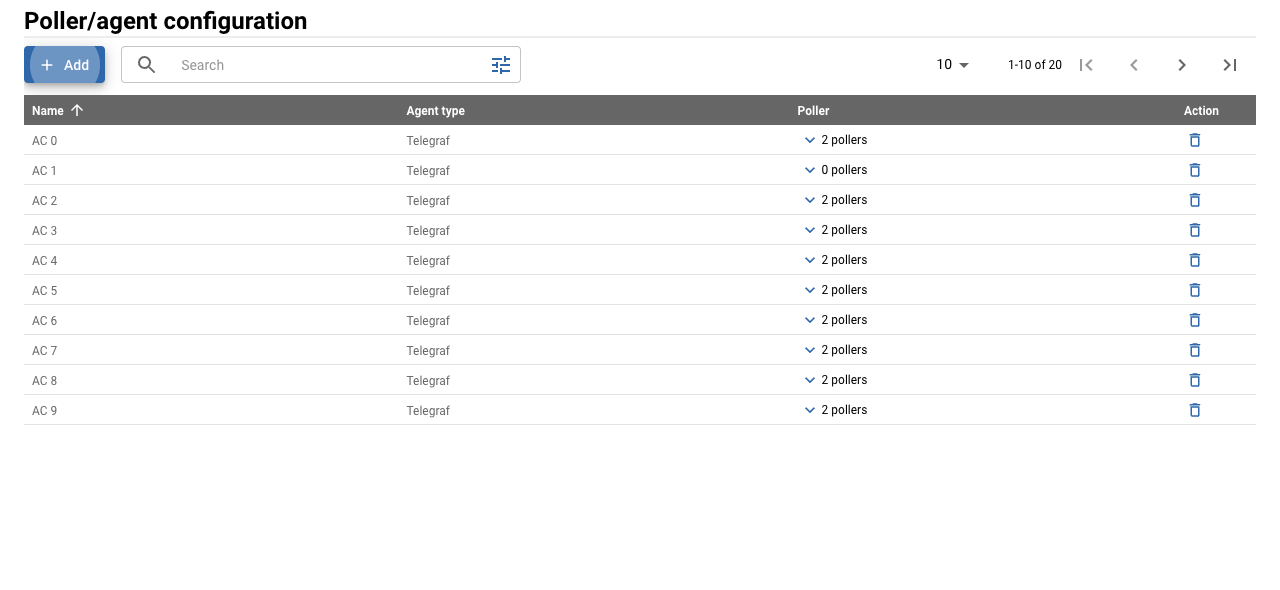 Poller/agent configuration
Add Search 10 1-10 of 20
Name Agent type Poller Action
AC 0 Telegraf 2 pollers
AC 1 Telegraf 0 pollers
AC 2 Telegraf 2 pollers
AC 3 Telegraf 2 pollers
AC 4 Telegraf 2 pollers
AC 5 Telegraf 2 pollers
AC 6 Telegraf 2 pollers
AC 7 Telegraf 2 pollers
AC 8 Telegraf 2 pollers
AC 9 Telegraf 2 pollers